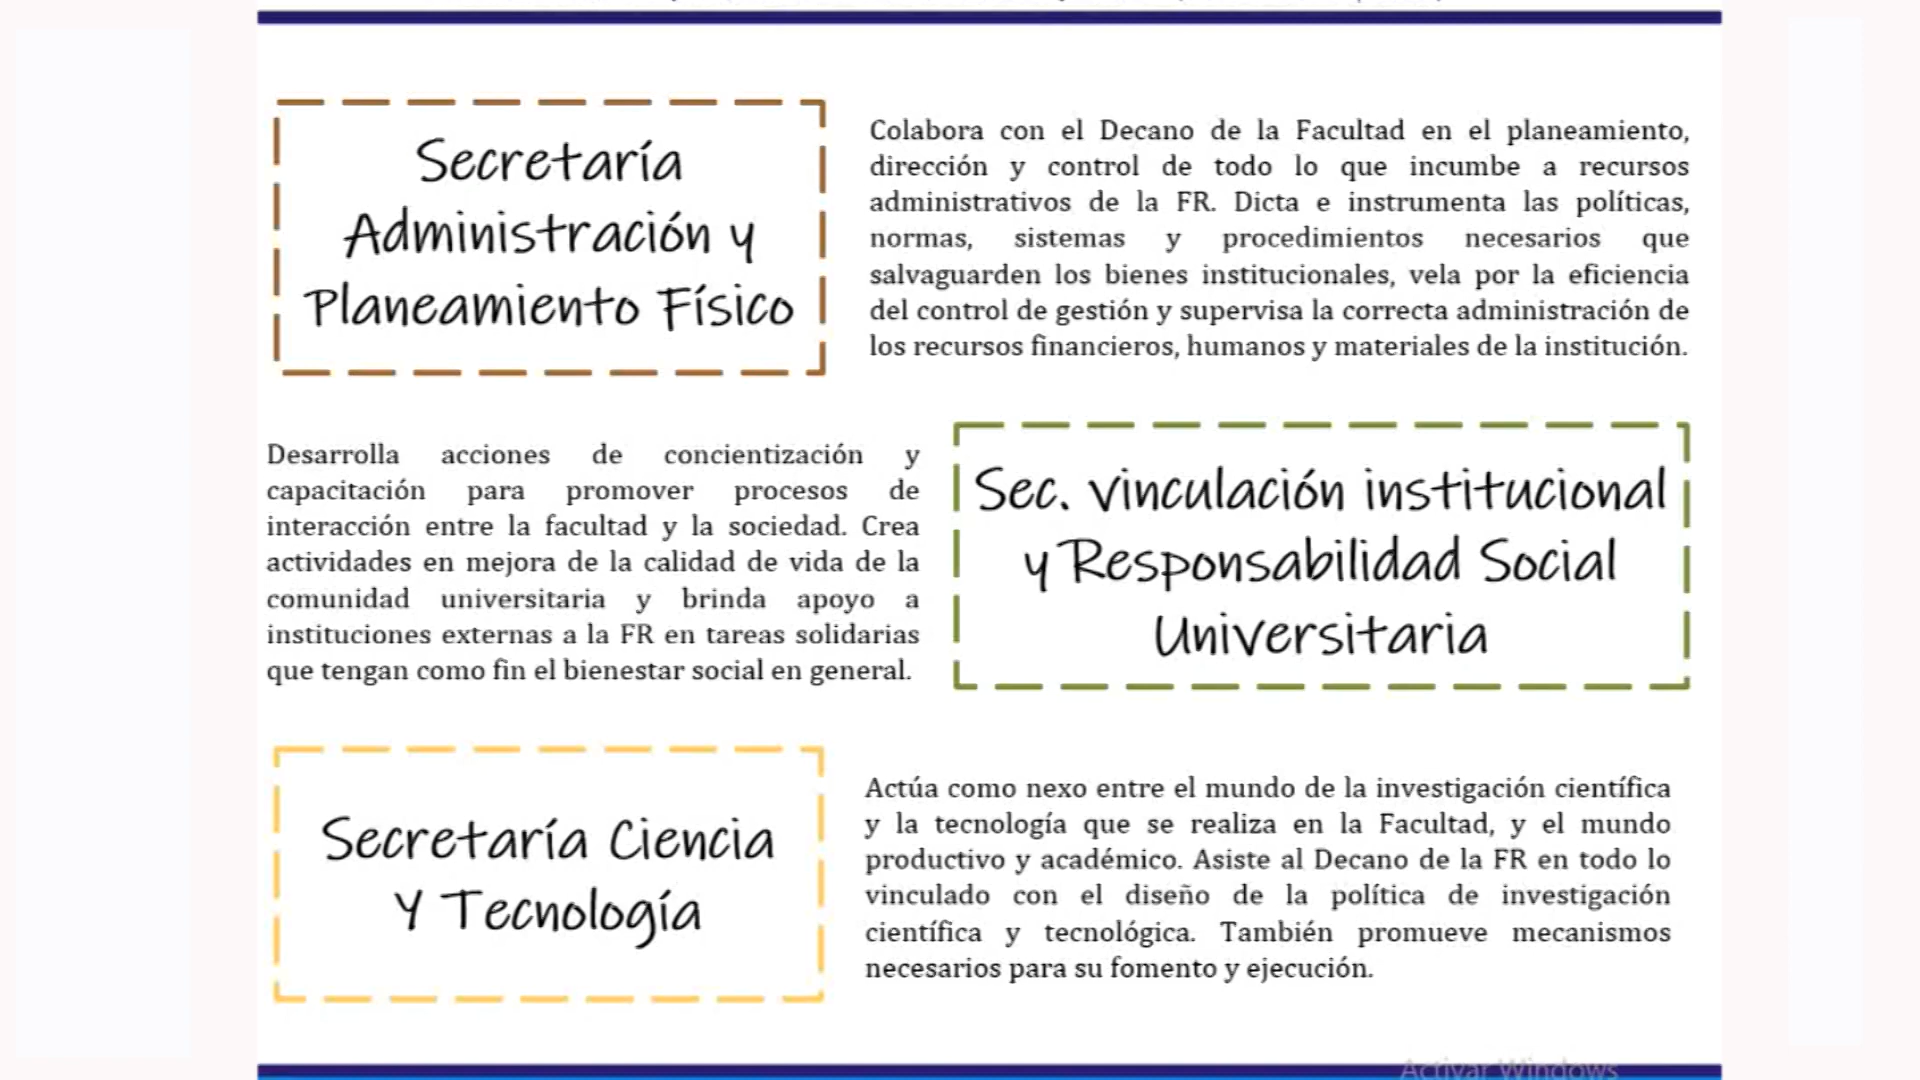 Secretaría
Administración y
Planeamiento Físico
Colabora con el Decano de la Facultad en el planeamiento,
dirección y control de todo lo que incumbe a recursos
administrativos de la FR. Dicta e instrumenta las políticas,
normas, sistemas y procedimientos necesarios que
salvaguarden los bienes institucionales, vela por la eficiencia
del control de gestión y supervisa la correcta administración de
los recursos financieros, humanos y materiales de la institución.
Desarrolla acciones de concientización y
capacitación para promover procesos de
interacción entre la facultad y la sociedad. Crea
actividades en mejora de la calidad de vida de la
comunidad universitaria y brinda apoyo a
instituciones externas a la FR en tareas solidarias
que tengan como fin el bienestar social en general.
Sec. vinculación institucional
y Responsabilidad Social
Universitaria
Secretaría Ciencia
Y Tecnología
Actúa como nexo entre el mundo de la investigación científica
y la tecnología que se realiza en la Facultad, y el mundo
productivo y académico. Asiste al Decano de la FR en todo lo
vinculado con el diseño de la política de investigación
científica y tecnológica. También promueve mecanismos
necesarios para su fomento y ejecución.
Activar Windows